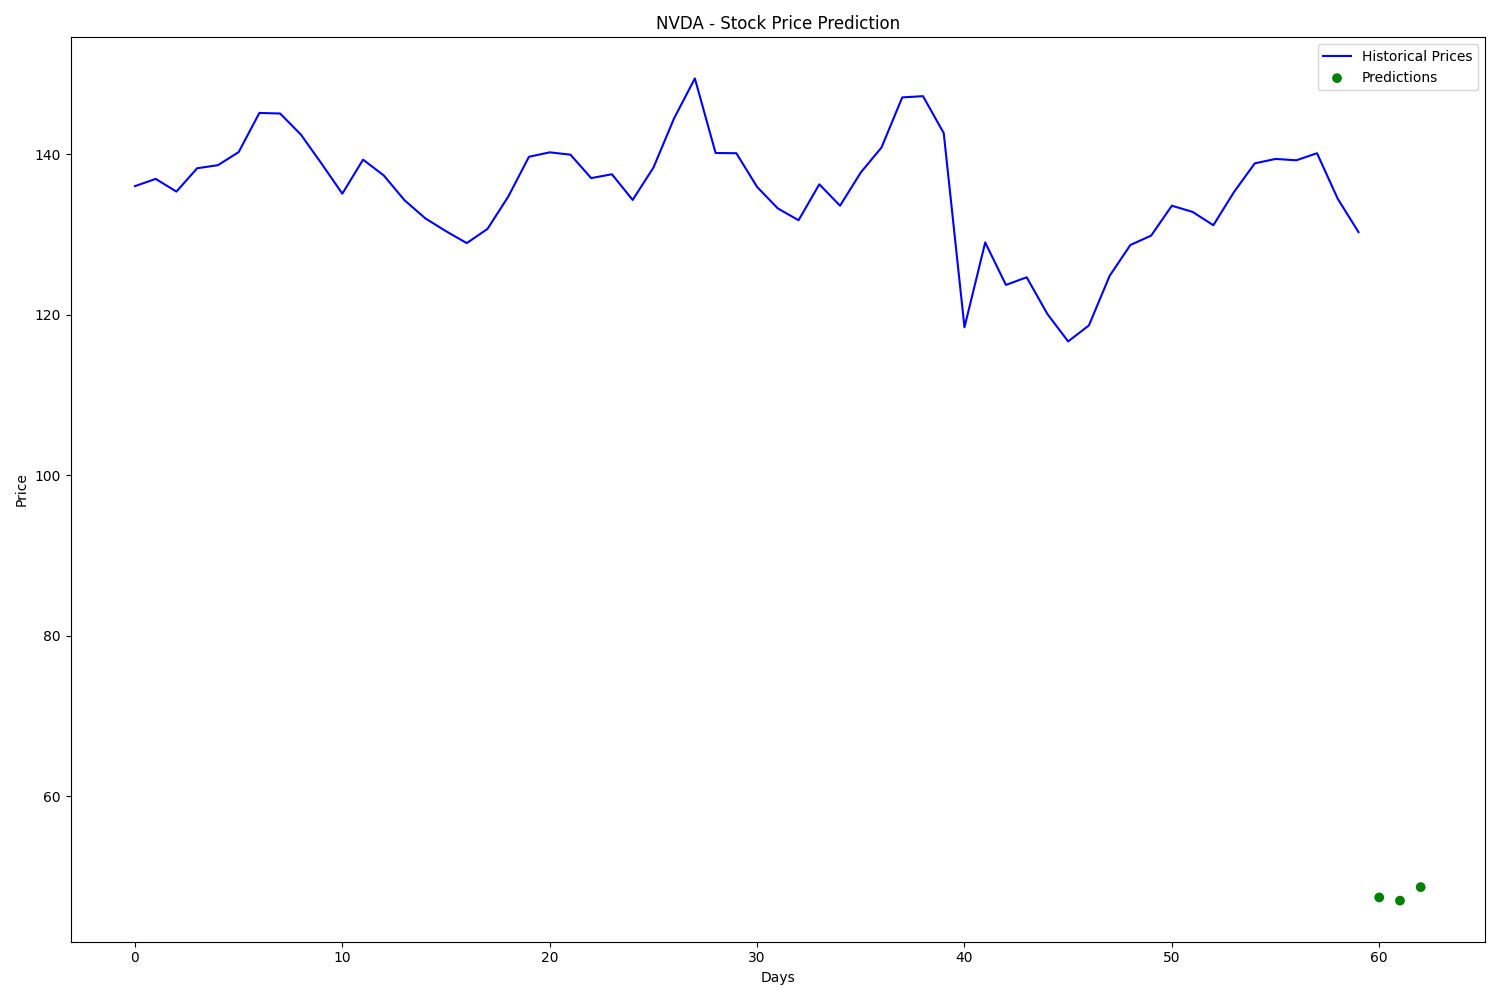 NVDA - Stock Price Prediction
Historical Prices
Predictions
140
120
100
80
60
Price
0 10 20 30 40 50 60
Days